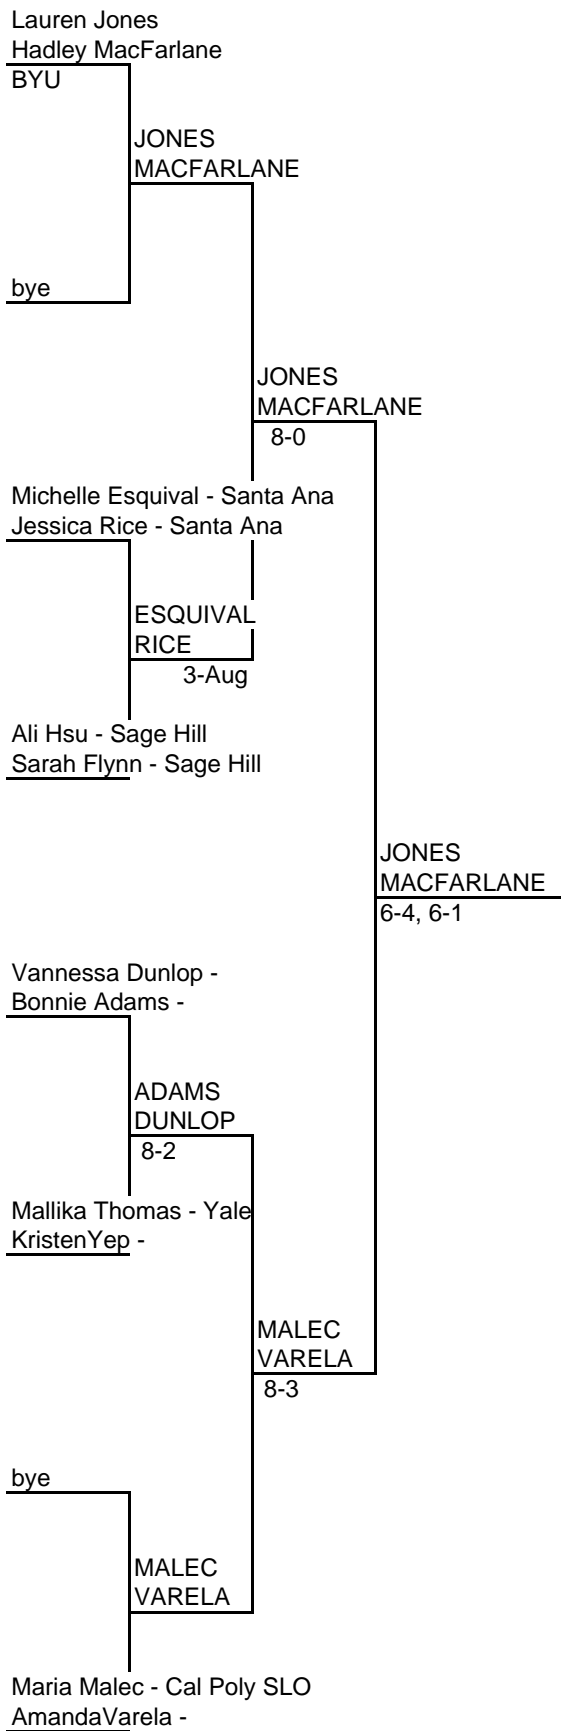 Lauren Jones
Hadley MacFarlane
BYU
JONES
MACFARLANE
bye
JONES
MACFARLANE
8-0
Michelle Esquival - Santa Ana
Jessica Rice - Santa Ana
ESQUIVAL
RICE
3-Aug
Ali Hsu - Sage Hill
Sarah Flynn - Sage Hill
JONES
MACFARLANE
6-4, 6-1
Vannessa Dunlop -
Bonnie Adams -
ADAMS
DUNLOP
8-2
Mallika Thomas - Yale
KristenYep -
MALEC
VARELA
8-3
bye
MALEC
VARELA
Maria Malec - Cal Poly SLO
AmandaVarela -